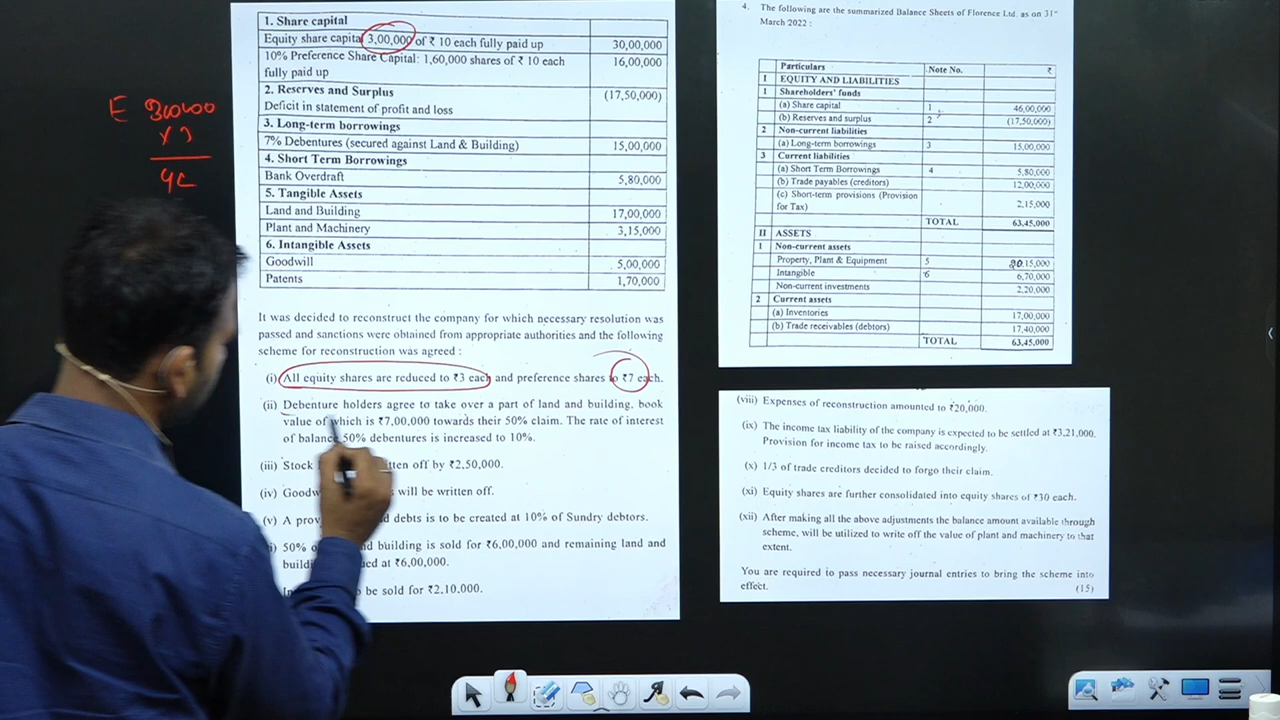 E 300000
x 7
1. Share capital
Equity share capital 3,00,000 of ₹ 10 each fully paid up 30,00,000
10% Preference Share Capital: 1,60,000 shares of ₹ 10 each 16,00,000
fully paid up
2. Reserves and Surplus (17,50,000)
Deficit in statement of profit and loss
3. Long-term borrowings
7% Debentures (secured against Land & Building) 15,00,000
4. Short Term Borrowings
Bank Overdraft 5,80,000
5. Tangible Assets
Land and Building 17,00,000
Plant and Machinery 3,15,000
6. Intangible Assets
Goodwill 5,00,000
Patents 1,70,000
It was decided to reconstruct the company for which necessary resolution was
passed and sanctions were obtained from appropriate authorities and the following
scheme for reconstruction was agreed :
(i) All equity shares are reduced to ₹3 each and preference shares to ₹7 each.
(ii) Debenture holders agree to take over a part of land and building, book
value of which is ₹7,00,000 towards their 50% claim. The rate of interest
of balance 50% debentures is increased to 10%.
(iii) Stock tten off by ₹2,50,000.
(iv) Goodw s will be written off.
(v) A prov d debts is to be created at 10% of Sundry debtors.
) 50% o nd building is sold for ₹6,00,000 and remaining land and
buildi ued at ₹6,00,000.
In be sold for ₹2,10,000.
4. The following are the summarized Balance Sheets of Florence Ltd. as on 31st
March 2022 :
Particulars Note No. ₹
I EQUITY AND LIABILITIES
1 Shareholders' funds
(a) Share capital 1 46,00,000
(b) Reserves and surplus 2 (17,50,000)
2 Non-current liabilities
(a) Long-term borrowings 3 15,00,000
3 Current liabilities
(a) Short Term Borrowings 4 5,80,000
(b) Trade payables (creditors) 12,00,000
(c) Short-term provisions (Provision 2,15,000
for Tax)
TOTAL 63,45,000
II ASSETS
1 Non-current assets
Property, Plant & Equipment 5 20,15,000
Intangible 6 6,70,000
Non-current investments 2,20,000
2 Current assets
(a) Inventories 17,00,000
(b) Trade receivables (debtors) 17,40,000
TOTAL 63,45,000
(viii) Expenses of reconstruction amounted to ₹20,000.
(ix) The income tax liability of the company is expected to be settled at ₹3,21,000.
Provision for income tax to be raised accordingly.
(x) 1/3 of trade creditors decided to forgo their claim.
(xi) Equity shares are further consolidated into equity shares of ₹30 each.
(xii) After making all the above adjustments the balance amount available through
scheme, will be utilized to write off the value of plant and machinery to that
extent.
You are required to pass necessary journal entries to bring the scheme into
effect. (15)